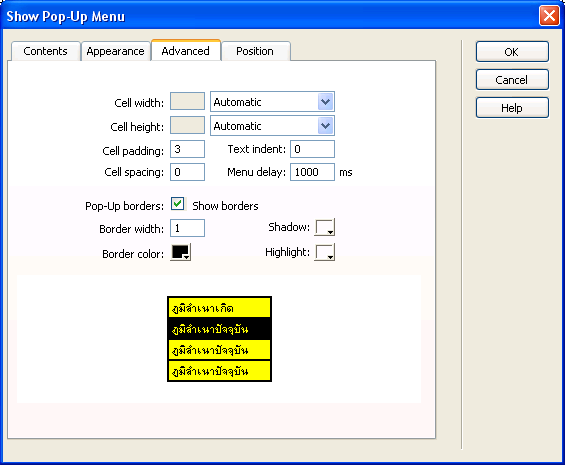 Show Pop-Up Menu
Contents Appearance Advanced Position
OK
Cancel
Help
Cell width: Automatic
Cell height: Automatic
Cell padding: 3 Text indent: 0
Cell spacing: 0 Menu delay: 1000 ms
Pop-Up borders: Show borders
Border width: 1 Shadow:
Border color: Highlight:
ภูมิลำเนาเกิด
ภูมิลำเนาปัจจุบัน
ภูมิลำเนาปัจจุบัน
ภูมิลำเนาปัจจุบัน